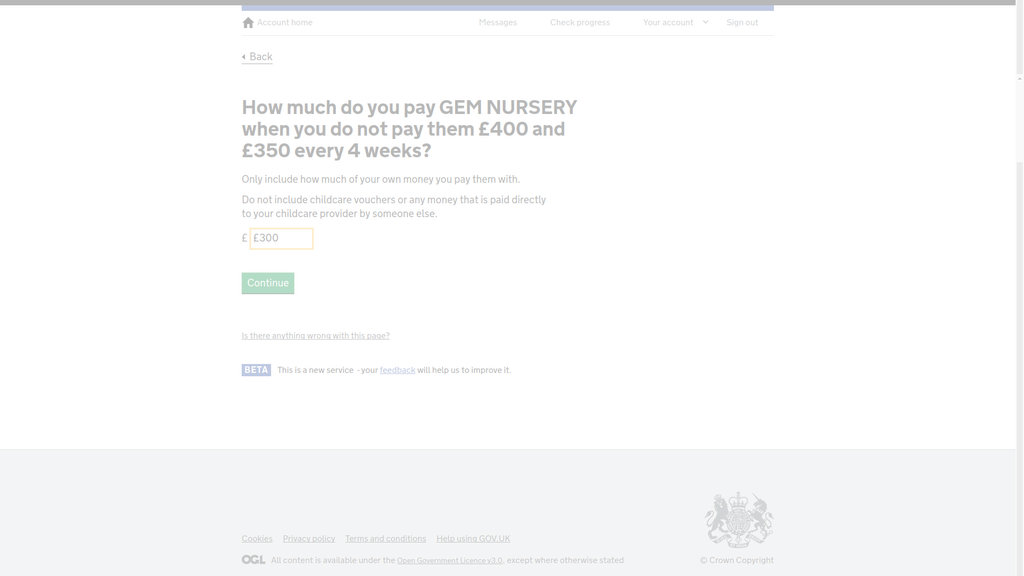 Account home Messages Check progress Your account Sign out
Back
How much do you pay GEM NURSERY
when you do not pay them £400 and
£350 every 4 weeks?
Only include how much of your own money you pay them with.
Do not include childcare vouchers or any money that is paid directly
to your childcare provider by someone else.
£ £300
Continue
Is there anything wrong with this page?
BETA This is a new service - your feedback will help us to improve it.
Cookies Privacy policy Terms and conditions Help using GOV.UK
OGL All content is available under the Open Government Licence v3.0, except where otherwise stated © Crown Copyright